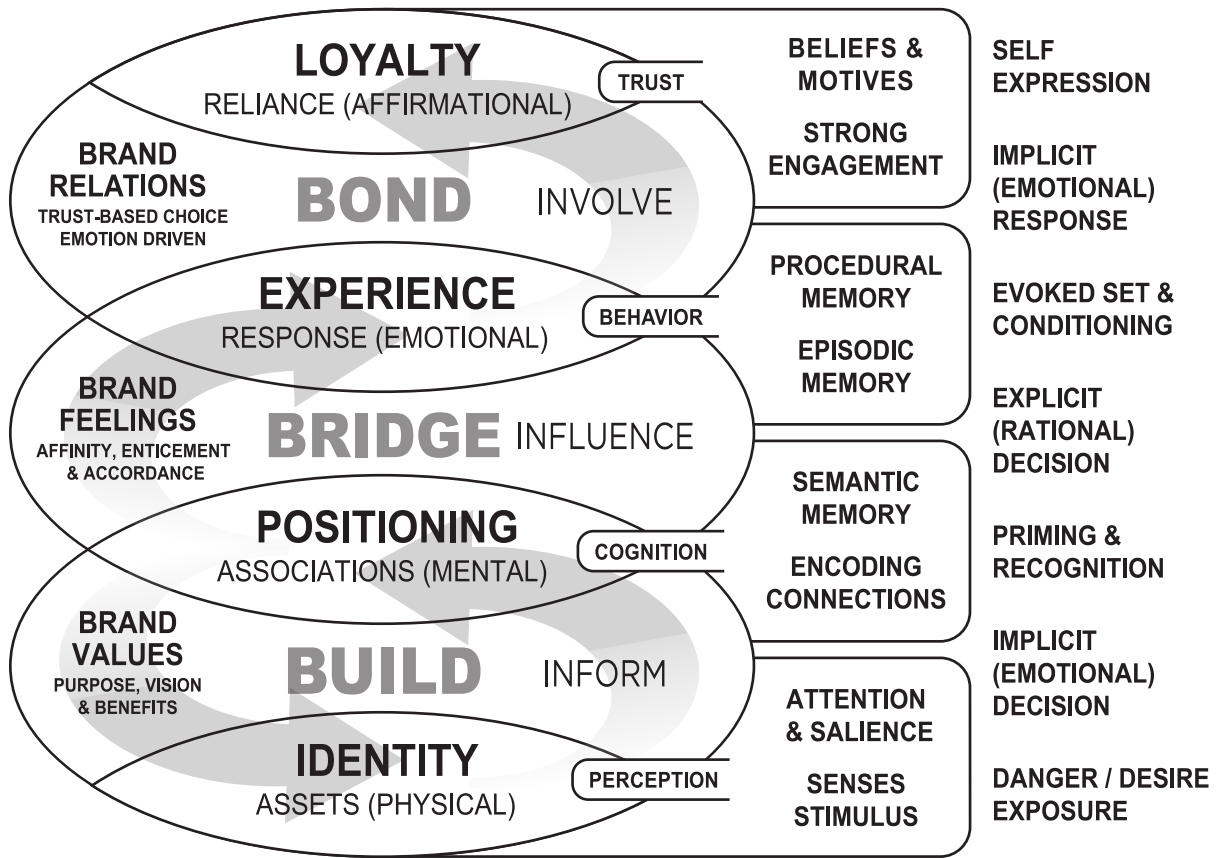 LOYALTY
RELIANCE (AFFIRMATIONAL)
TRUST
BRAND
RELATIONS
TRUST-BASED CHOICE
EMOTION DRIVEN
BOND
INVOLVE
EXPERIENCE
RESPONSE (EMOTIONAL)
BEHAVIOR
BRAND
FEELINGS
AFFINITY, ENTICEMENT
& ACCORDANCE
BRIDGE
INFLUENCE
POSITIONING
ASSOCIATIONS (MENTAL)
COGNITION
BRAND
VALUES
PURPOSE, VISION
& BENEFITS
BUILD
INFORM
IDENTITY
ASSETS (PHYSICAL)
PERCEPTION
BELIEFS &
MOTIVES
STRONG
ENGAGEMENT
PROCEDURAL
MEMORY
EPISODIC
MEMORY
SEMANTIC
MEMORY
ENCODING
CONNECTIONS
ATTENTION
& SALIENCE
SENSES
STIMULUS
SELF
EXPRESSION
IMPLICIT
(EMOTIONAL)
RESPONSE
EVOKED SET &
CONDITIONING
EXPLICIT
(RATIONAL)
DECISION
PRIMING &
RECOGNITION
IMPLICIT
(EMOTIONAL)
DECISION
DANGER / DESIRE
EXPOSURE